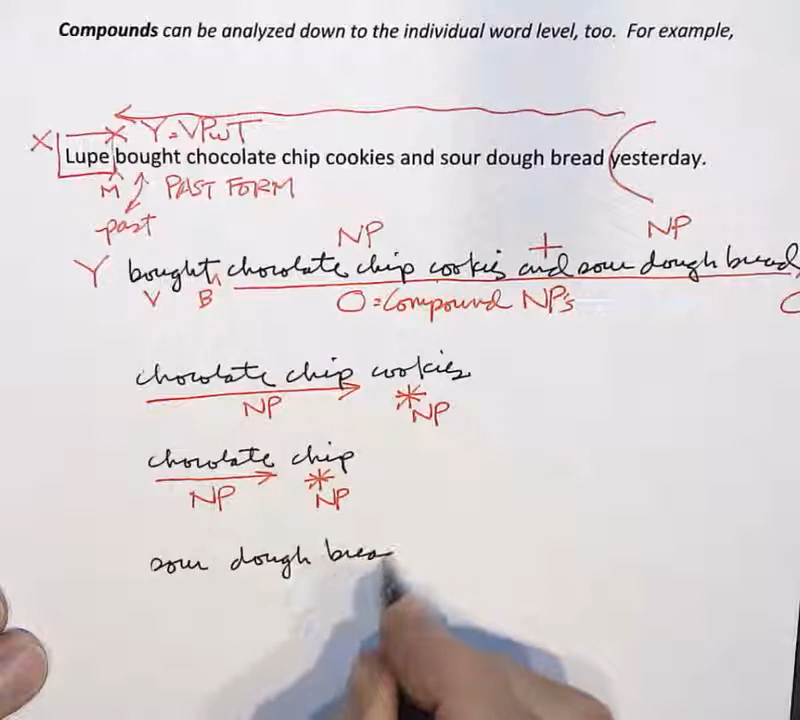 Compounds can be analyzed down to the individual word level, too. For example,
X X Y=VPwT
Lupe bought chocolate chip cookies and sour dough bread yesterday.
M PAST FORM
past
NP + NP
Y bought chocolate chip cookies and sour dough bread
V B O=Compound NP's
chocolate chip cookies
NP * NP
chocolate chip
NP * NP
sour dough brea